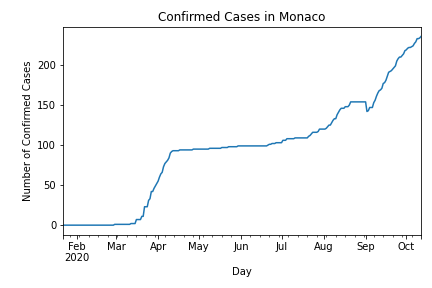 Confirmed Cases in Monaco
Number of Confirmed Cases
200
150
100
50
0
Feb Mar Apr May Jun Jul Aug Sep Oct
2020
Day